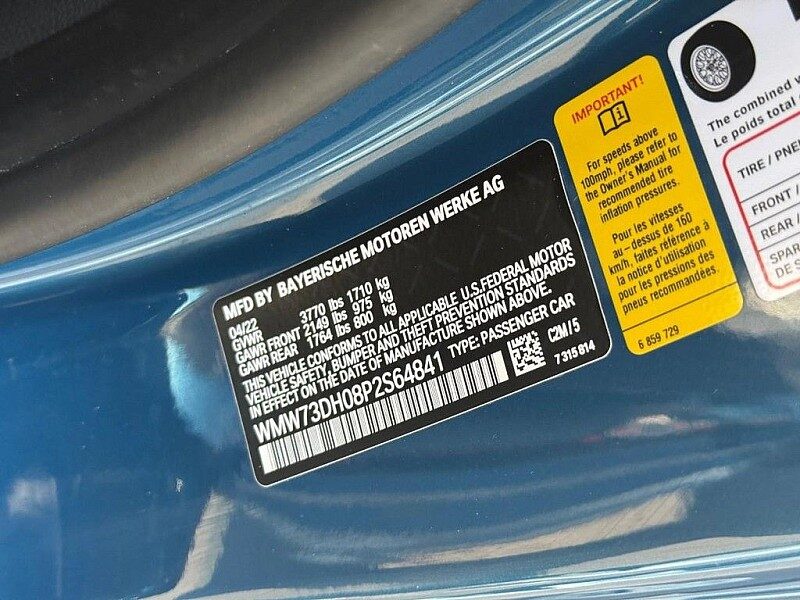 MFD BY BAYERISCHE MOTOREN WERKE AG
04/22
GVWR 3770 lbs 1710 kg
GAWR FRONT 2149 lbs 975 kg
GAWR REAR 1764 lbs 800 kg
THIS VEHICLE CONFORMS TO ALL APPLICABLE U.S.FEDERAL MOTOR
VEHICLE SAFETY, BUMPER AND THEFT PREVENTION STANDARDS
IN EFFECT ON THE DATE OF MANUFACTURE SHOWN ABOVE.
WMW73DH08P2S64841 TYPE: PASSENGER CAR
C2M / 5
7 315 614
IMPORTANT!
For speeds above
100mph, please refer to
the Owner's Manual for
recommended tire
inflation pressures.
Pour les vitesses
au-dessus de 160
km/h, faites référence à
la notice d'utilisation
pour les pressions des
pneus recommandées.
6 859 729
The combined
Le poids total
TIRE /
FRONT /
REAR /